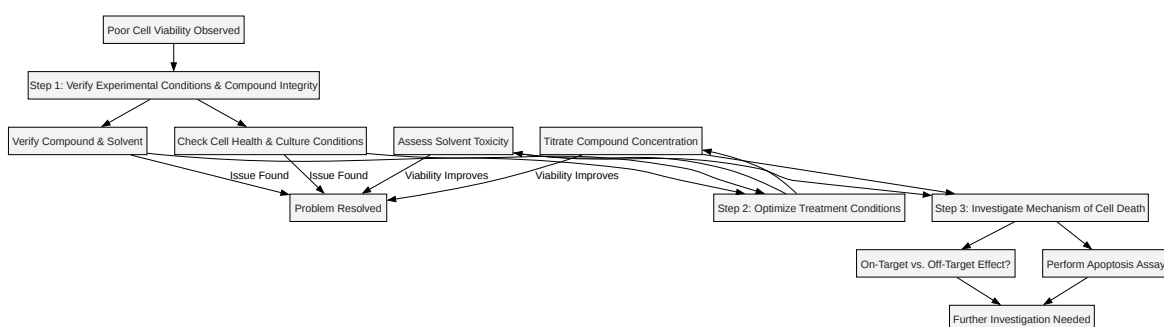 Poor Cell Viability Observed
Step 1: Verify Experimental Conditions & Compound Integrity
Verify Compound & Solvent
Check Cell Health & Culture Conditions
Assess Solvent Toxicity
Titrate Compound Concentration
Issue Found
Issue Found
Viability Improves
Viability Improves
Problem Resolved
Step 2: Optimize Treatment Conditions
Step 3: Investigate Mechanism of Cell Death
On-Target vs. Off-Target Effect?
Perform Apoptosis Assay
Further Investigation Needed